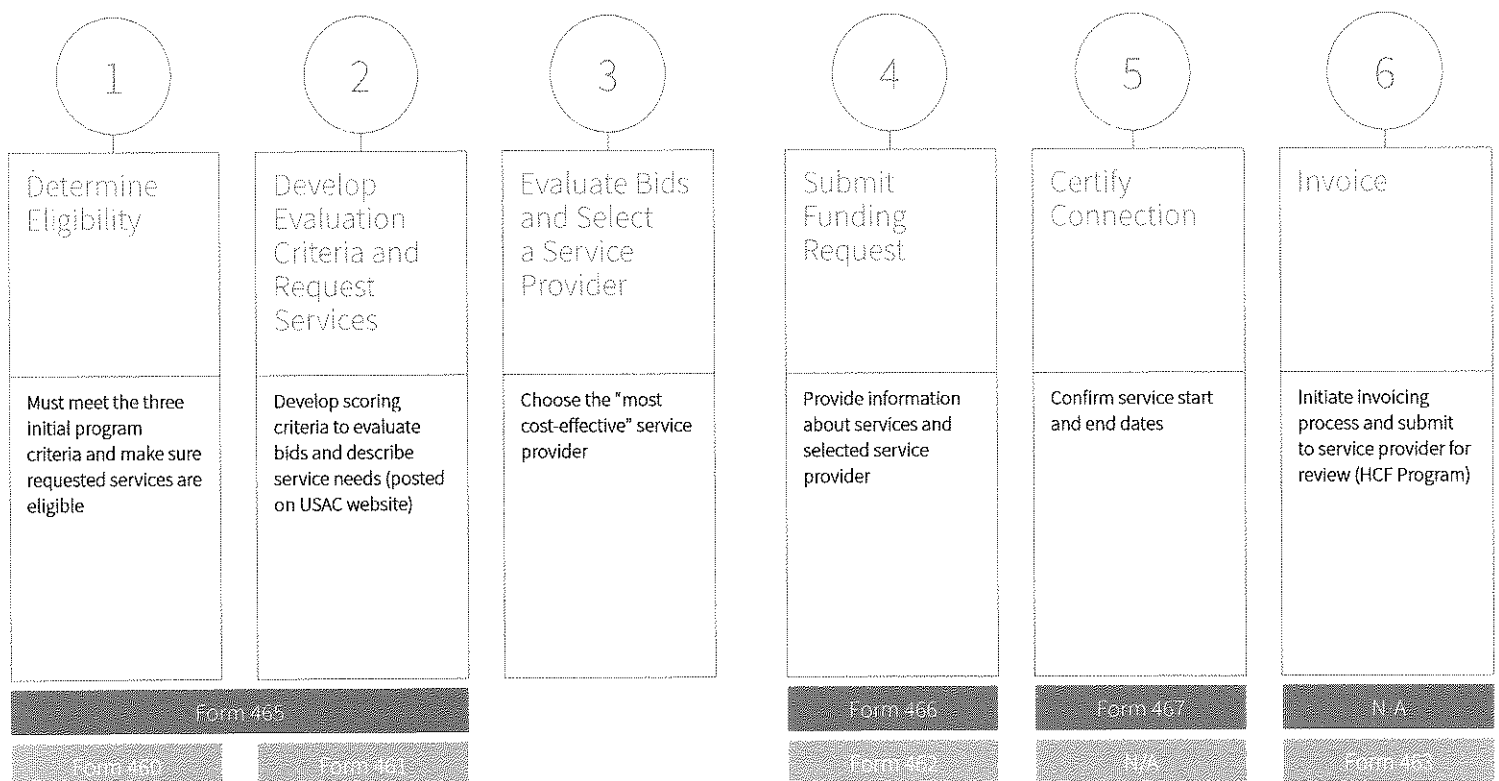 1
Determine
Eligibility
Must meet the three
initial program
criteria and make sure
requested services are
eligible
2
Develop
Evaluation
Criteria and
Request
Services
Develop scoring
criteria to evaluate
bids and describe
service needs (posted
on USAC website)
3
Evaluate Bids
and Select
a Service
Provider
Choose the "most
cost-effective" service
provider
4
Submit
Funding
Request
Provide information
about services and
selected service
provider
5
Certify
Connection
Confirm service start
and end dates
6
Invoice
Initiate invoicing
process and submit
to service provider for
review (HCF Program)
Form 465
Form 466
Form 467
N/A
Form 460
Form 461
Form 462
N/A
Form 463